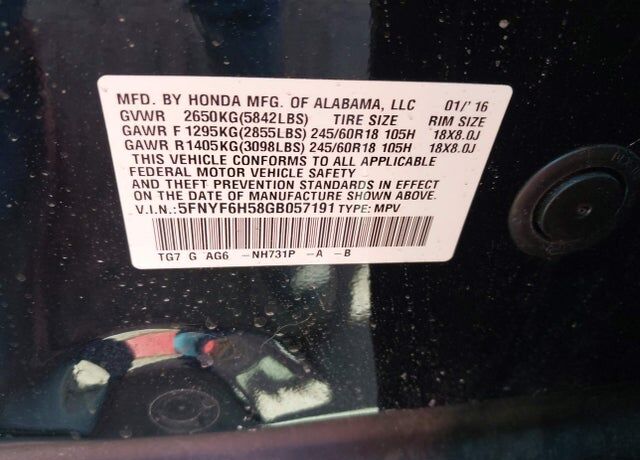 MFD. BY HONDA MFG. OF ALABAMA, LLC 01/'16
GVWR 2650KG(5842LBS) TIRE SIZE RIM SIZE
GAWR F 1295KG(2855LBS) 245/60R18 105H 18X8.0J
GAWR R1405KG(3098LBS) 245/60R18 105H 18X8.0J
THIS VEHICLE CONFORMS TO ALL APPLICABLE
FEDERAL MOTOR VEHICLE SAFETY
AND THEFT PREVENTION STANDARDS IN EFFECT
ON THE DATE OF MANUFACTURE SHOWN ABOVE.
V.I.N.:5FNYF6H58GB057191 TYPE: MPV
TG7 G AG6 -NH731P -A -B